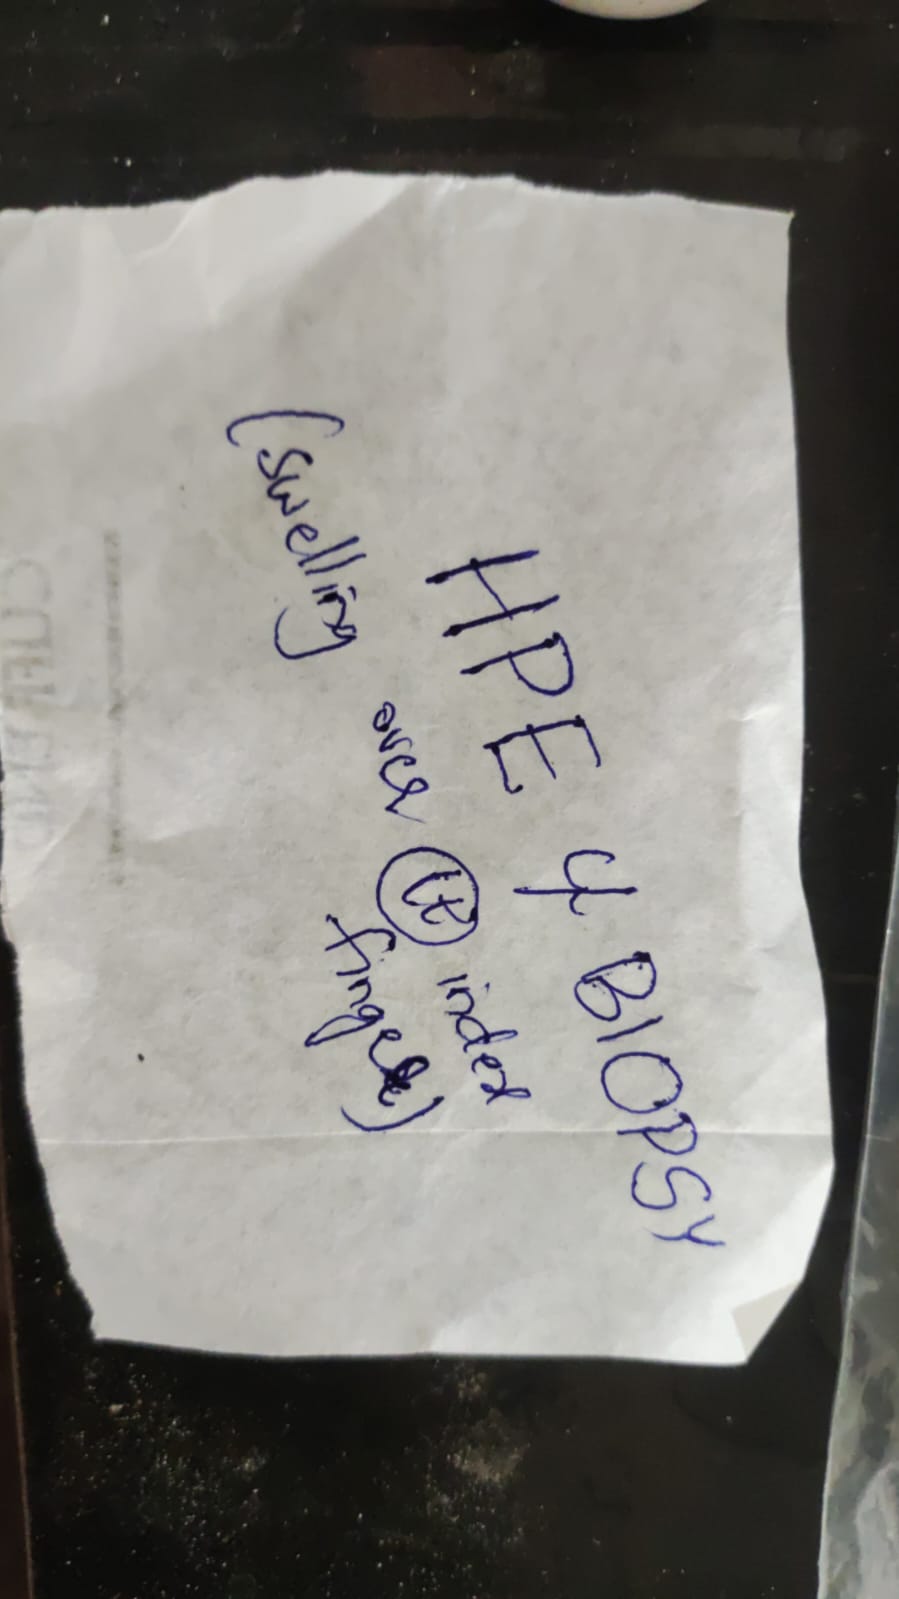 HPE 4 BIOPSY
(swelling over Lt index
finger)